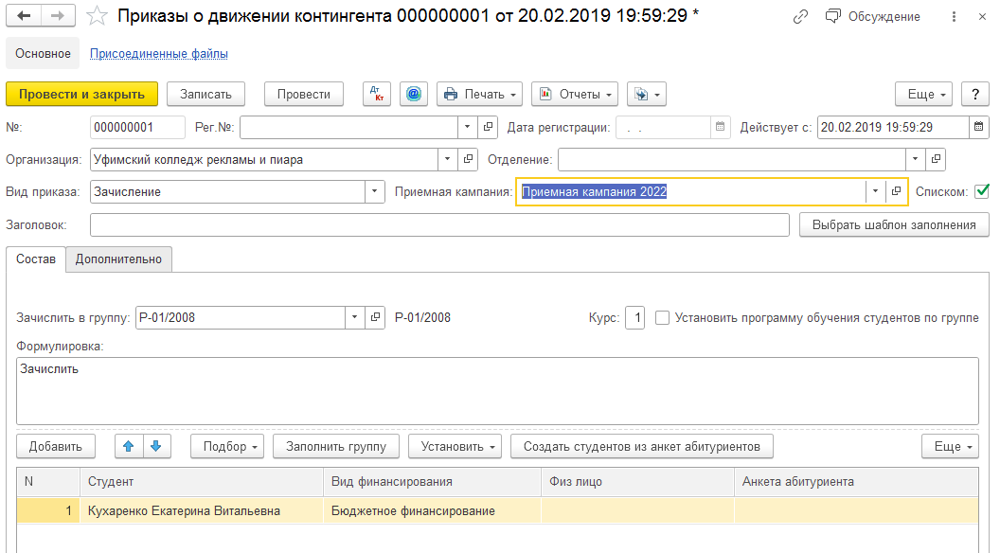 Приказы о движении контингента 000000001 от 20.02.2019 19:59:29 *
Обсуждение
Основное Присоединенные файлы
Провести и закрыть Записать Провести Дт Кт Печать Отчеты Еще ?
№: 000000001 Рег.№: Дата регистрации: . . Действует с: 20.02.2019 19:59:29
Организация: Уфимский колледж рекламы и пиара Отделение:
Вид приказа: Зачисление Приемная кампания: Приемная кампания 2022 Списком:
Заголовок: Выбрать шаблон заполнения
Состав Дополнительно
Зачислить в группу: Р-01/2008 Р-01/2008 Курс: 1 Установить программу обучения студентов по группе
Формулировка:
Зачислить
Добавить Подбор Заполнить группу Установить Создать студентов из анкет абитуриентов Еще
N Студент Вид финансирования Физ лицо Анкета абитуриента
1 Кухаренко Екатерина Витальевна Бюджетное финансирование